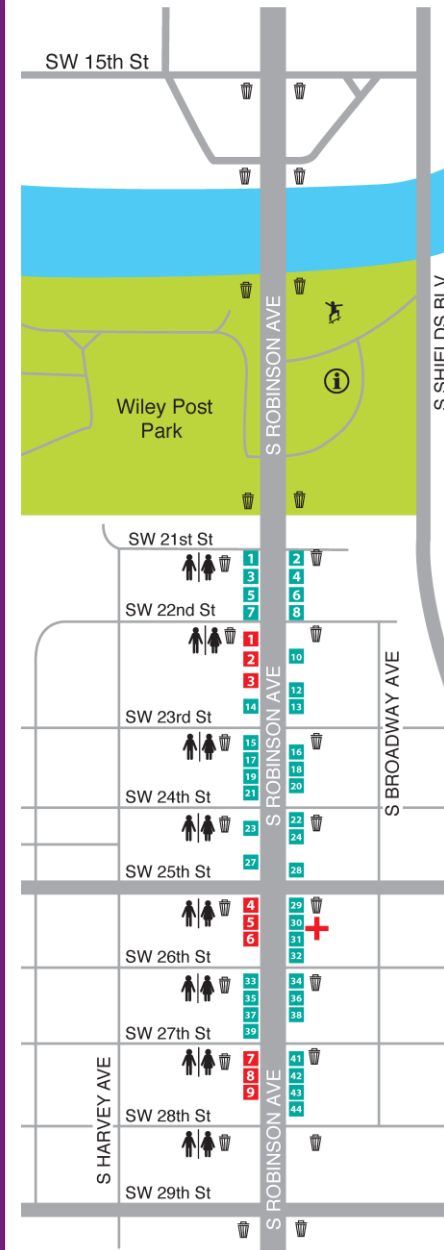 SW 15th St
S SHIELDS BLV
S ROBINSON AVE
i
Wiley Post
Park
SW 21st St
1 2
3 4
5 6
7 8
SW 22nd St
1
2 10
3
12
14 13
S ROBINSON AVE
S BROADWAY AVE
SW 23rd St
15 16
17 18
19 20
21
SW 24th St
23 22
24
27 28
SW 25th St
4 29
5 30
6 31
32
SW 26th St
33 34
35 36
37 38
39
SW 27th St
7 41
8 42
9 43
44
S HARVEY AVE
S ROBINSON AVE
SW 28th St
SW 29th St